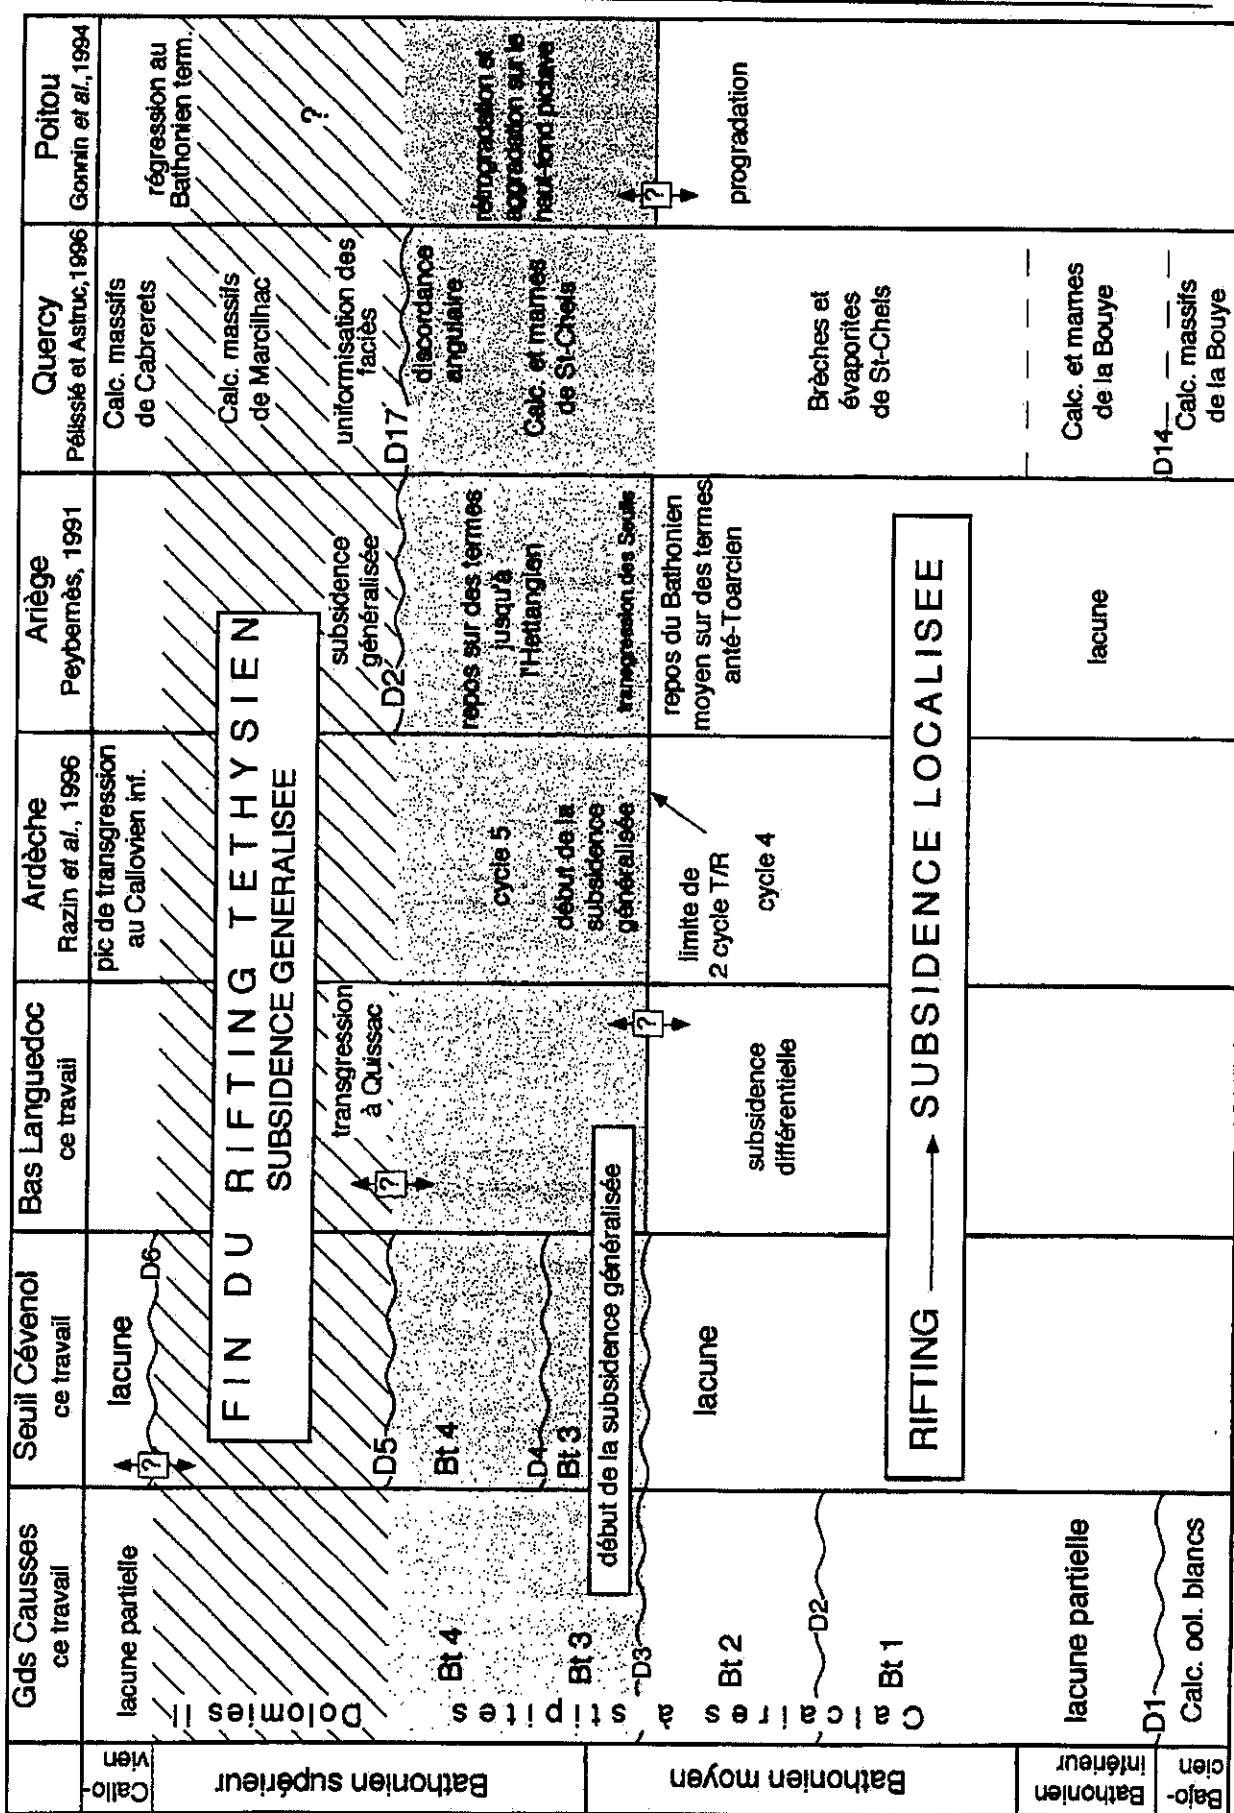 Gds Causses
ce travail
Seuil Cévenol
ce travail
Bas Languedoc
ce travail
Ardèche
Razin et al., 1996
Ariège
Peybernès, 1991
Quercy
Pélissié et Astruc, 1996
Poitou
Gonnin et al., 1994
Callo-
vien
Bathonien supérieur
Bathonien moyen
Bathonien
inférieur
Bajo-
cien
lacune partielle
Dolomies II
Calcaires à stipites
Bt 4
Bt 3
D3
Bt 2
D2
Bt 1
lacune partielle
D1
Calc. ool. blancs
lacune
?
D6
D5
Bt 4
D4
Bt 3
lacune
FIN DU RIFTING TETHYSIEN
SUBSIDENCE GENERALISEE
début de la subsidence généralisée
RIFTING → SUBSIDENCE LOCALISEE
transgression
à Quissac
?
?
subsidence
différentielle
pic de transgression
au Callovien inf.
cycle 5
début de la
subsidence
généralisée
limite de
2 cycle T/R
cycle 4
subsidence
généralisée
D2
repos sur des termes
jusqu'à
l'Hettangien
transgression des Seuils
repos du Bathonien
moyen sur des termes
anté-Toarcien
lacune
Calc. massifs
de Cabrerets
Calc. massifs
de Marcilhac
uniformisation des
faciès
D17
discordance
angulaire
Calc. et marnes
de St-Chels
Brèches et
évaporites
de St-Chels
Calc. et marnes
de la Bouye
D14
Calc. massifs
de la Bouye
régression au
Bathonien term.
?
rétrogradation et
aggradation sur le
haut-fond pictave
?
progradation